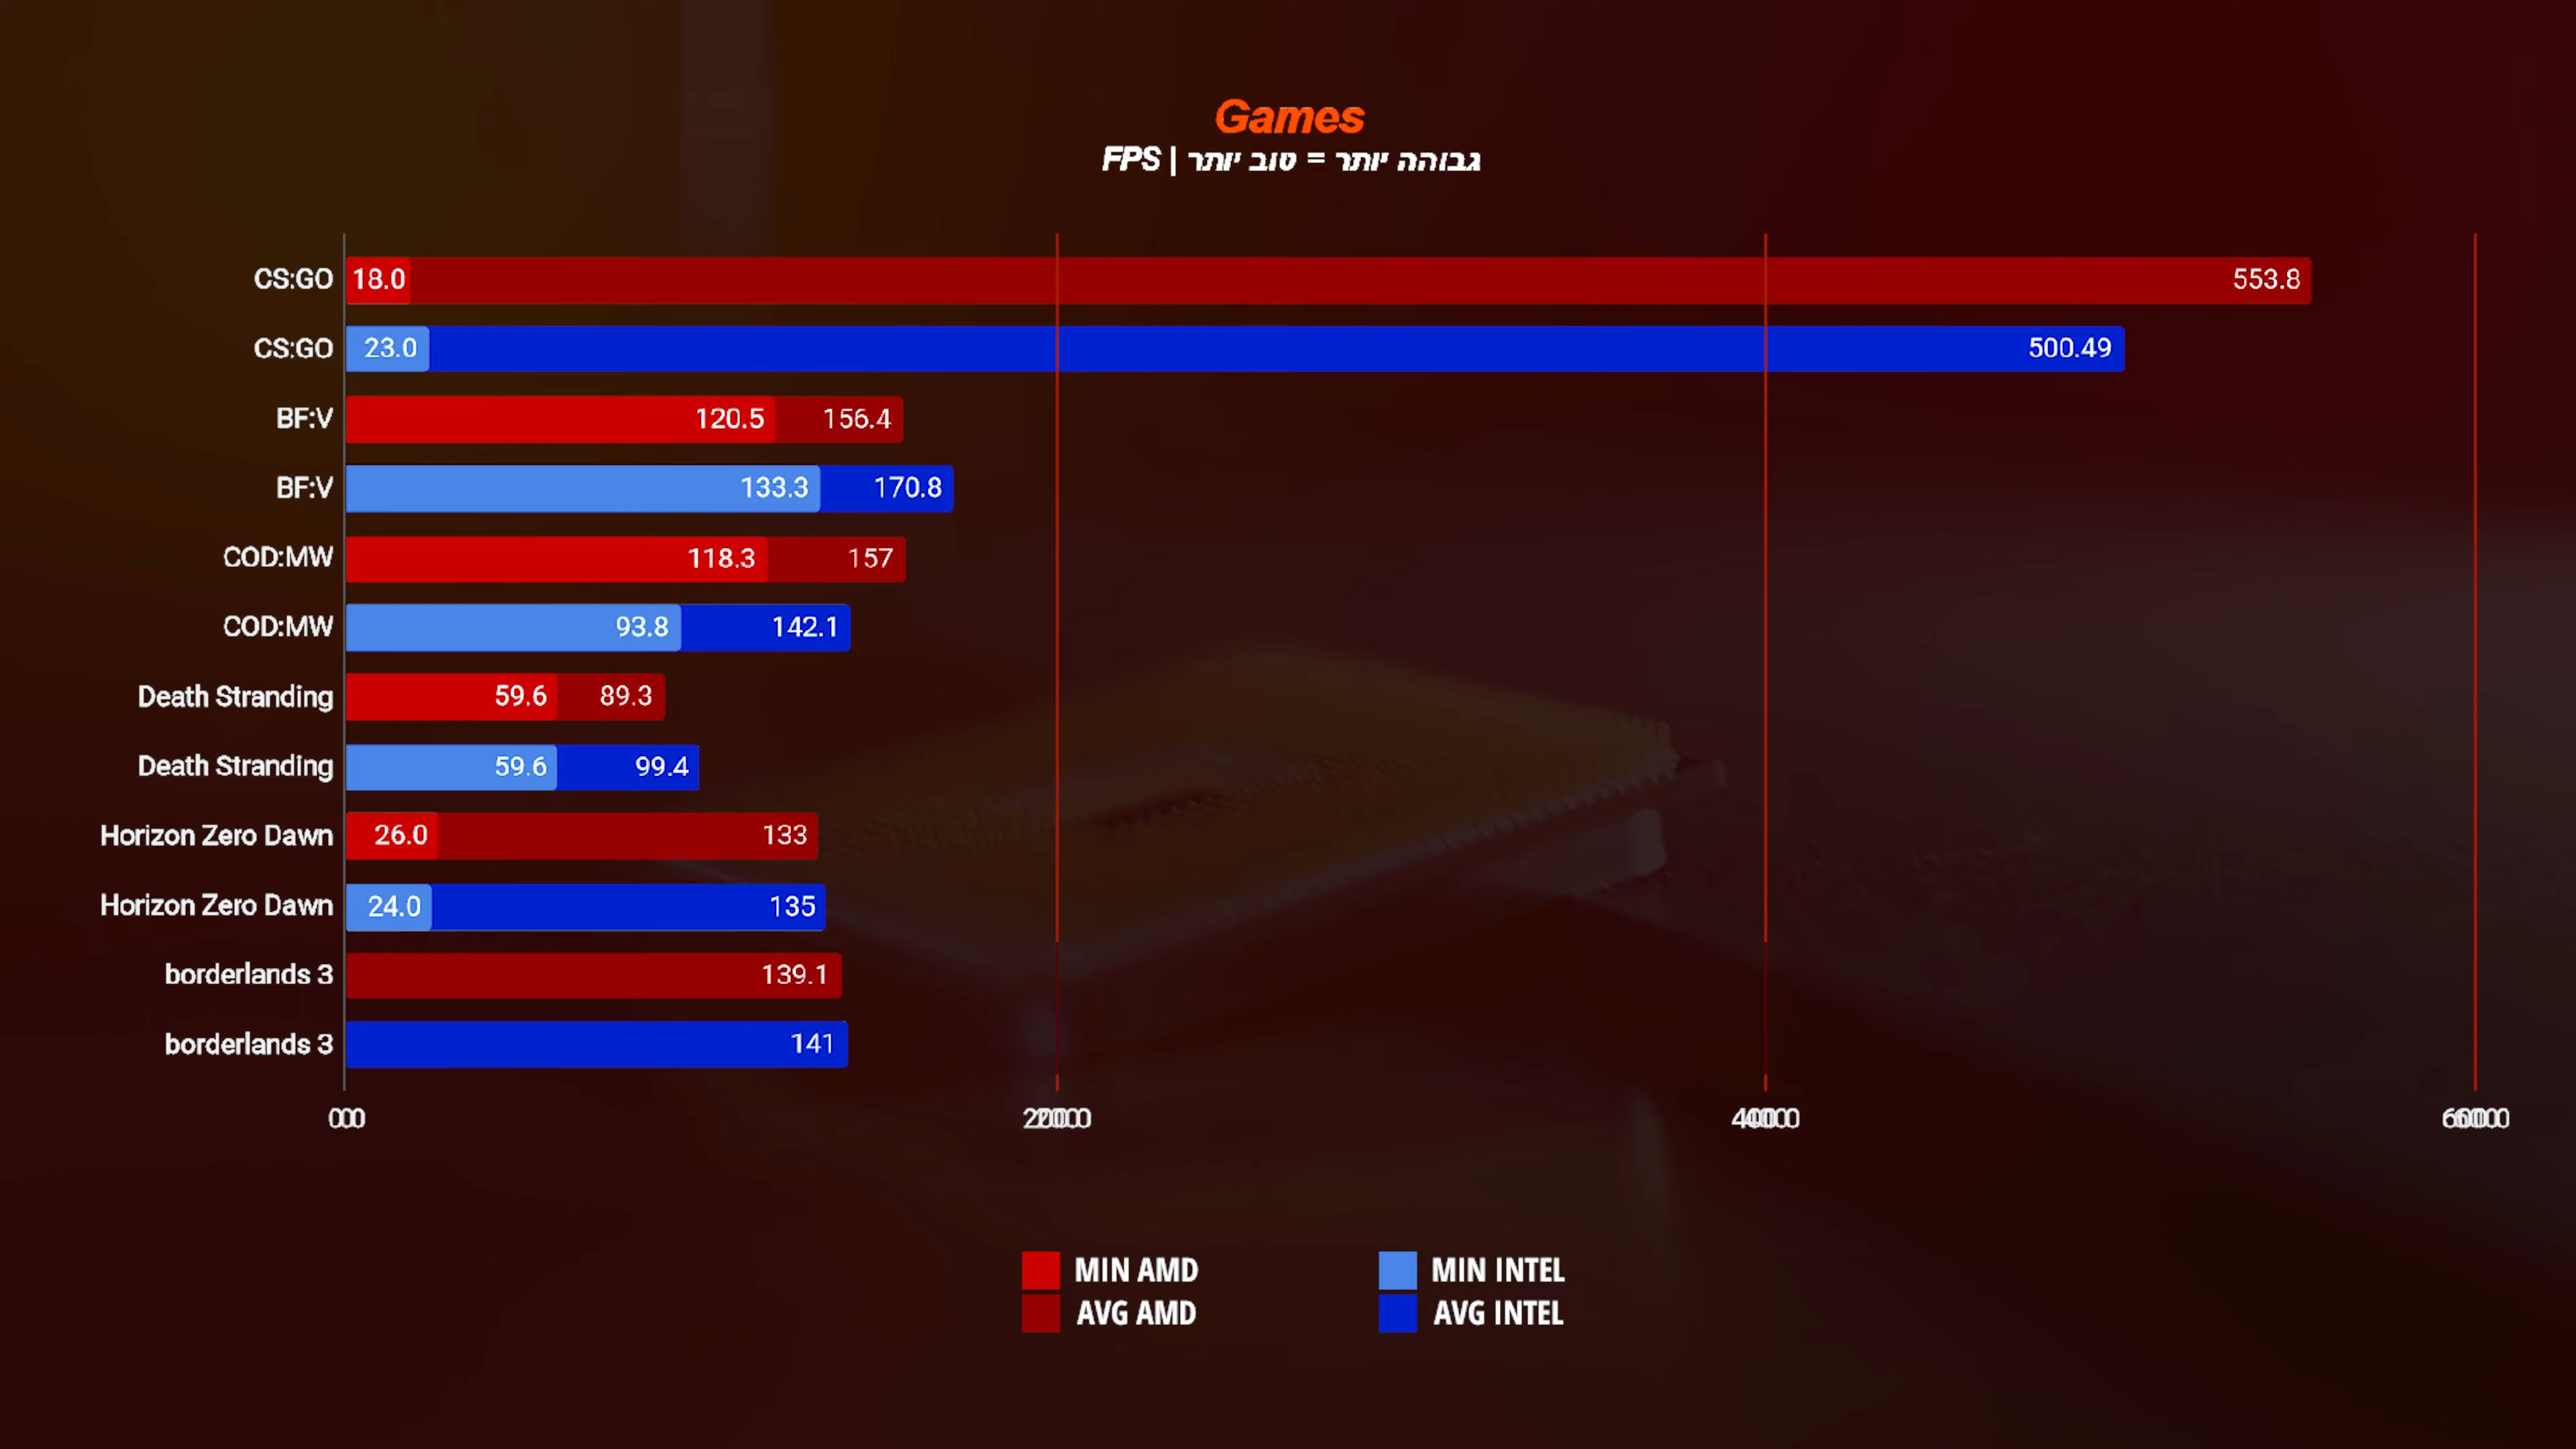 Games
FPS | גבוהה יותר = טוב יותר
CS:GO 18.0 553.8
CS:GO 23.0 500.49
BF:V 120.5 156.4
BF:V 133.3 170.8
COD:MW 118.3 157
COD:MW 93.8 142.1
Death Stranding 59.6 89.3
Death Stranding 59.6 99.4
Horizon Zero Dawn 26.0 133
Horizon Zero Dawn 24.0 135
borderlands 3 139.1
borderlands 3 141
MIN AMD MIN INTEL
AVG AMD AVG INTEL